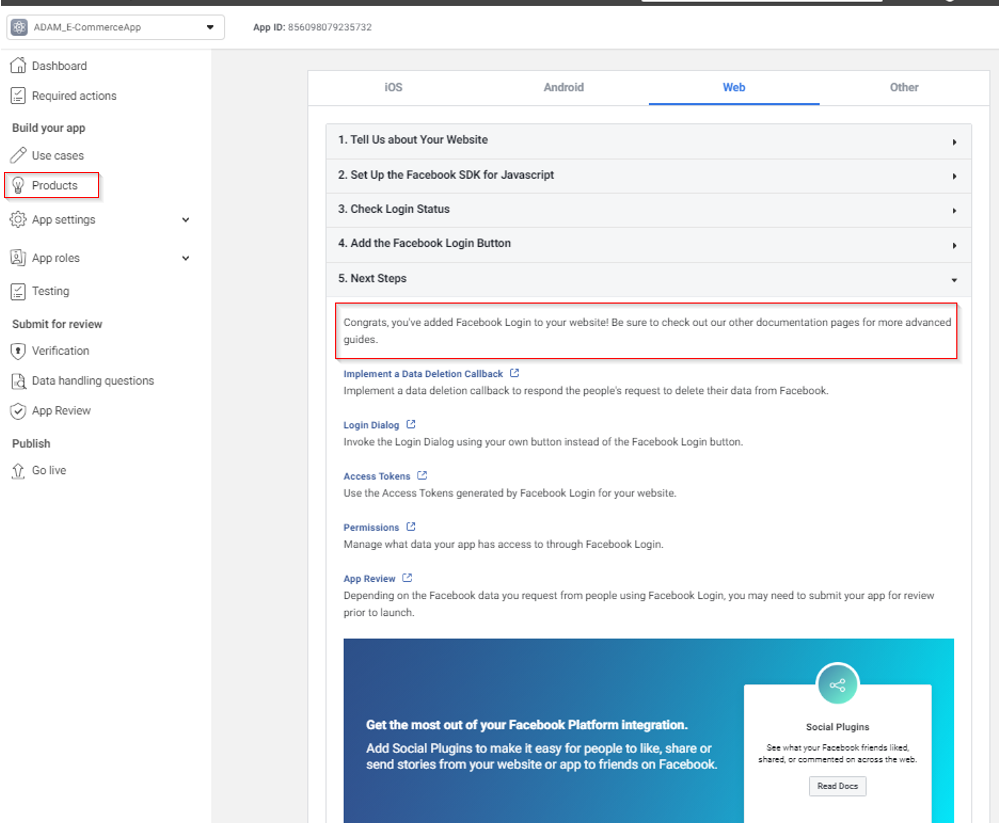 ADAM_E-CommerceApp
App ID: 856098079235732
Dashboard
Required actions
Build your app
Use cases
Products
App settings
App roles
Testing
Submit for review
Verification
Data handling questions
App Review
Publish
Go live
iOS
Android
Web
Other
1. Tell Us about Your Website
2. Set Up the Facebook SDK for Javascript
3. Check Login Status
4. Add the Facebook Login Button
5. Next Steps
Congrats, you've added Facebook Login to your website! Be sure to check out our other documentation pages for more advanced
guides.
Implement a Data Deletion Callback
Implement a data deletion callback to respond the people's request to delete their data from Facebook.
Login Dialog
Invoke the Login Dialog using your own button instead of the Facebook Login button.
Access Tokens
Use the Access Tokens generated by Facebook Login for your website.
Permissions
Manage what data your app has access to through Facebook Login.
App Review
Depending on the Facebook data you request from people using Facebook Login, you may need to submit your app for review
prior to launch.
Get the most out of your Facebook Platform integration.
Add Social Plugins to make it easy for people to like, share or
send stories from your website or app to friends on Facebook.
Social Plugins
See what your Facebook friends liked,
shared, or commented on across the web.
Read Docs